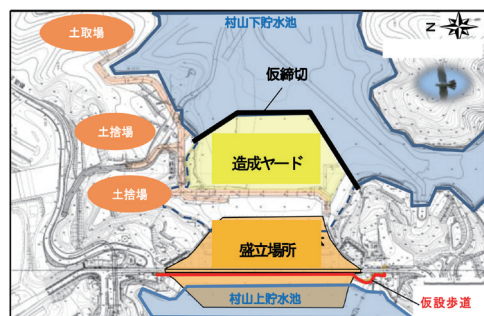 土取場
村山下貯水池
N
仮締切
土捨場
造成ヤード
土捨場
盛立場所
村山上貯水池
仮設歩道